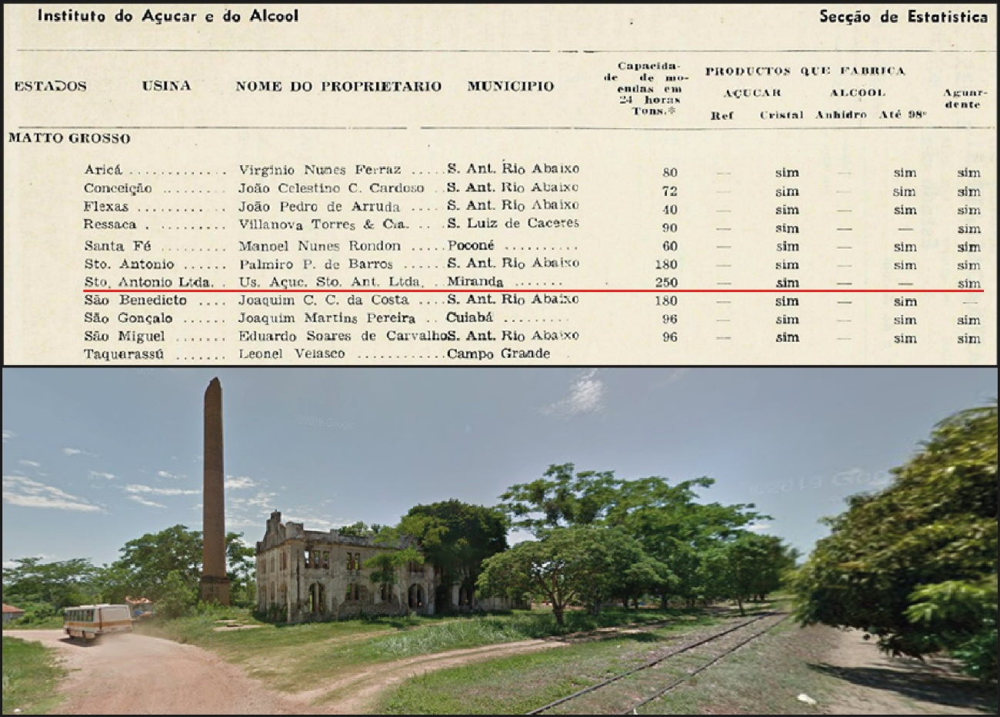 Instituto do Açucar e do Alcool Secção de Estatistica
ESTADOS USINA NOME DO PROPRIETARIO MUNICIPIO Capacida-
de de mo-
endas em
24 horas
Tons.* PRODUCTOS QUE FABRICA
AÇUCAR ALCOOL Aguar-
dente
Ref Cristal Anhidro Até 98º
MATTO GROSSO
Aricá ............ Virginio Nunes Ferraz ..... S. Ant. Rio Abaixo 80 — sim — sim sim
Conceição ......... João Celestino C. Cardoso .. S. Ant. Rio Abaixo 72 — sim — sim sim
Flexas ........... João Pedro de Arruda .... S. Ant. Rio Abaixo 40 — sim — sim sim
Ressaca . ......... Villanova Torres & Cia. ... S. Luiz de Caceres 90 — sim — — sim
Santa Fé ......... Manoel Nunes Rondon ..... Poconé .......... 60 — sim — sim sim
Sto. Antonio ...... Palmiro P. de Barros ...... S. Ant. Rio Abaixo 180 — sim — sim sim
Sto. Antonio Ltda. . Us. Açuc. Sto. Ant. Ltda. .. Miranda ....... 250 — sim — — sim
São Benedicto .... Joaquim C. C. da Costa .... S. Ant. Rio Abaixo 180 — sim — sim —
São Gonçalo ...... Joaquim Martins Pereira .. Cuiabá ......... 96 — sim — sim sim
São Miguel ....... Eduardo Soares de Carvalho S. Ant. Rio Abaixo 96 — sim — sim sim
Taquarassú ....... Leonel Velasco ............ Campo Grande
©2019 Google